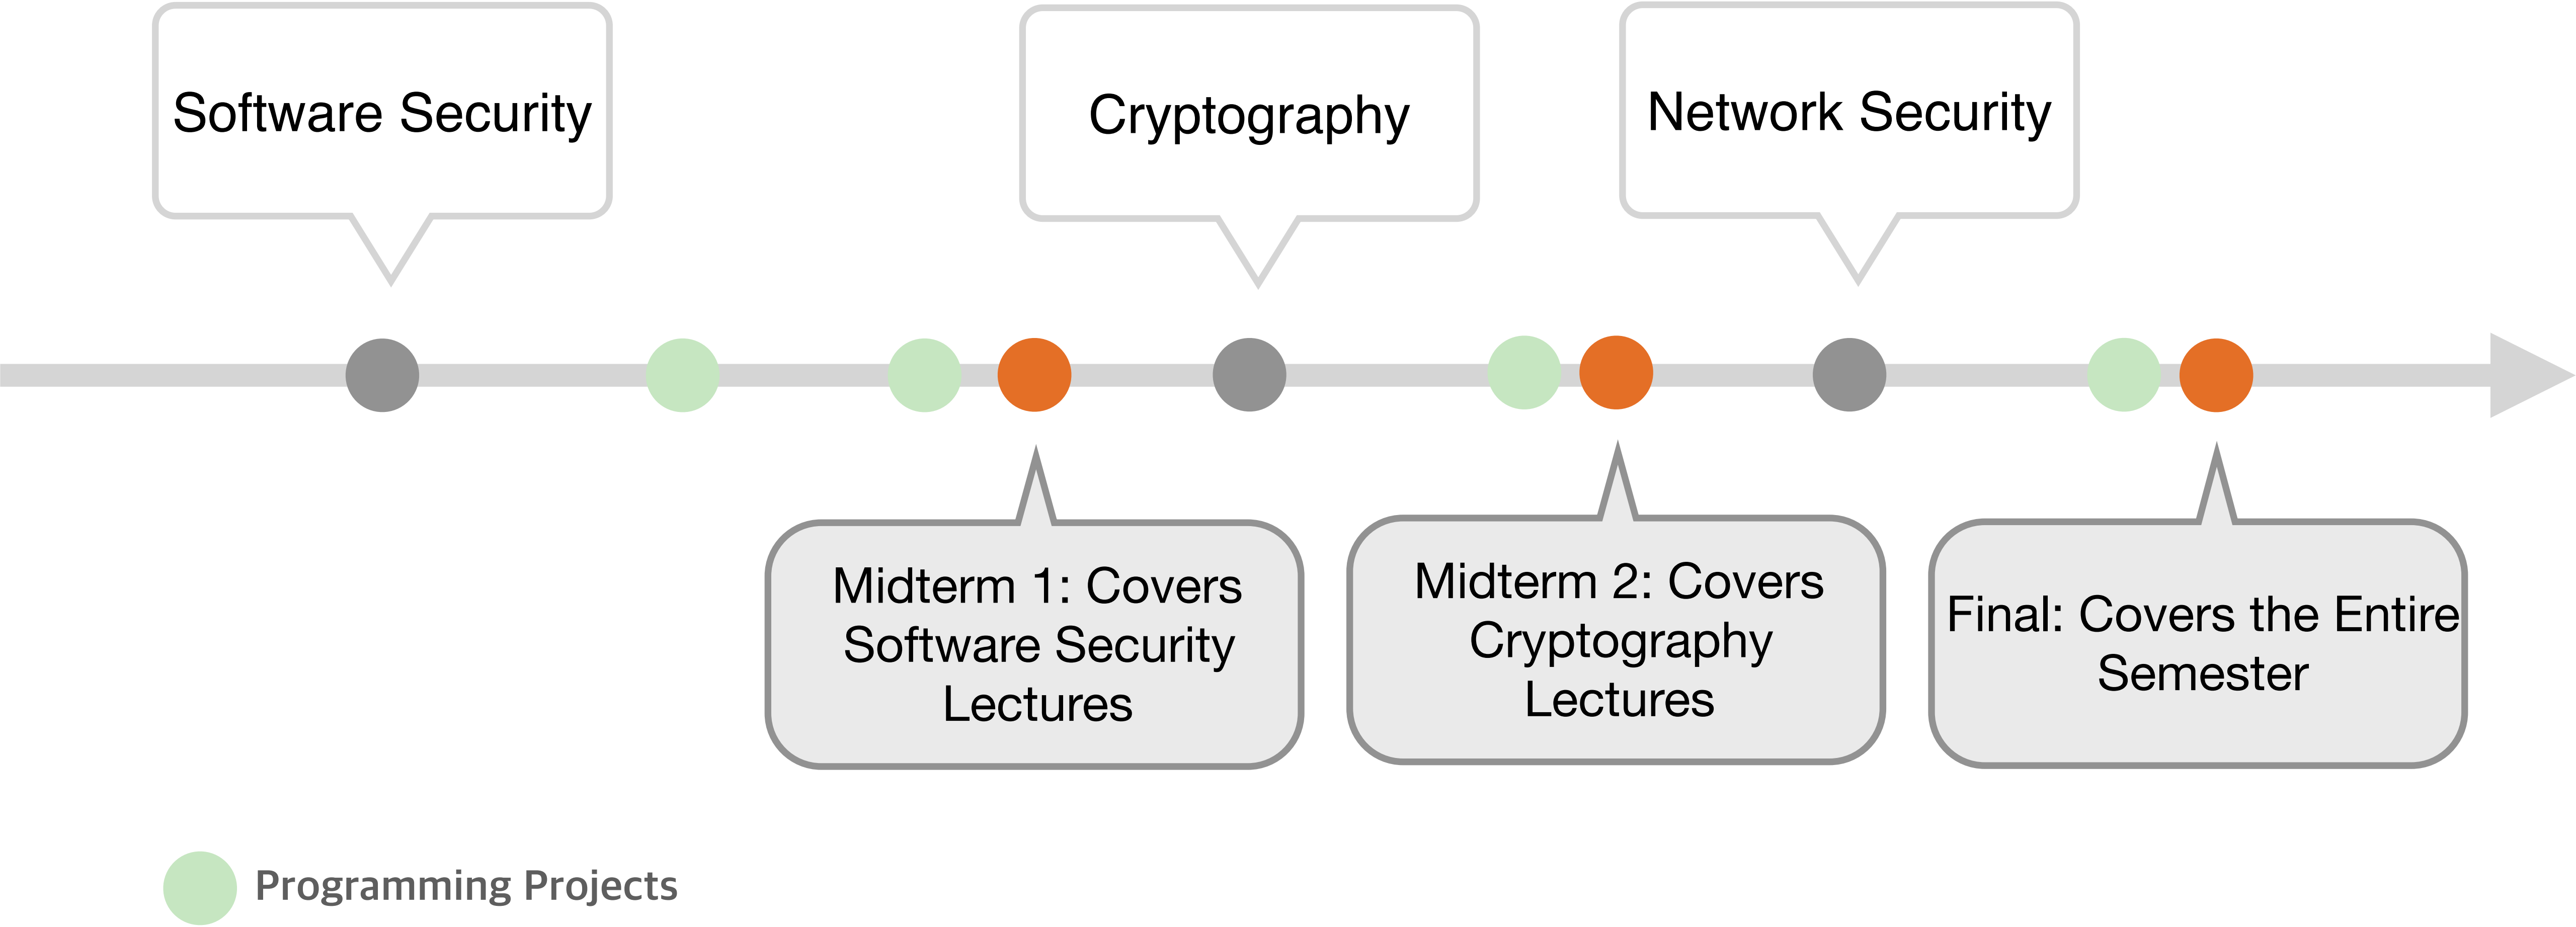 Software Security
Cryptography
Network Security
Midterm 1: Covers
Software Security
Lectures
Midterm 2: Covers
Cryptography
Lectures
Final: Covers the Entire
Semester
Programming Projects